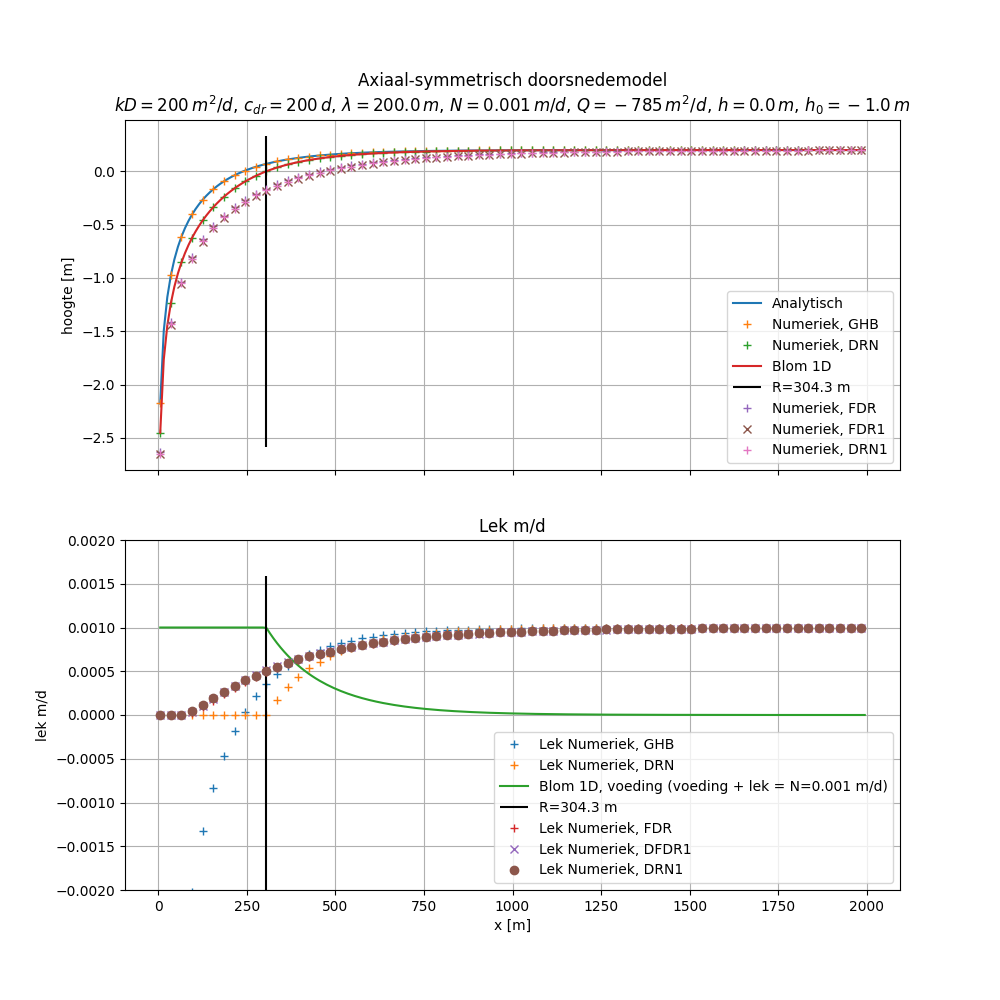 Axiaal-symmetrisch doorsnedemodel
kD = 200 m²/d, c_dr = 200 d, λ = 200.0 m, N = 0.001 m/d, Q = −785 m²/d, h = 0.0 m, h₀ = −1.0 m
0.0
−0.5
−1.0
−1.5
−2.0
−2.5
hoogte [m]
Analytisch
Numeriek, GHB
Numeriek, DRN
Blom 1D
R=304.3 m
Numeriek, FDR
Numeriek, FDR1
Numeriek, DRN1
Lek m/d
0.0020
0.0015
0.0010
0.0005
0.0000
−0.0005
−0.0010
−0.0015
−0.0020
lek m/d
Lek Numeriek, GHB
Lek Numeriek, DRN
Blom 1D, voeding (voeding + lek = N=0.001 m/d)
R=304.3 m
Lek Numeriek, FDR
Lek Numeriek, DFDR1
Lek Numeriek, DRN1
0 250 500 750 1000 1250 1500 1750 2000
x [m]